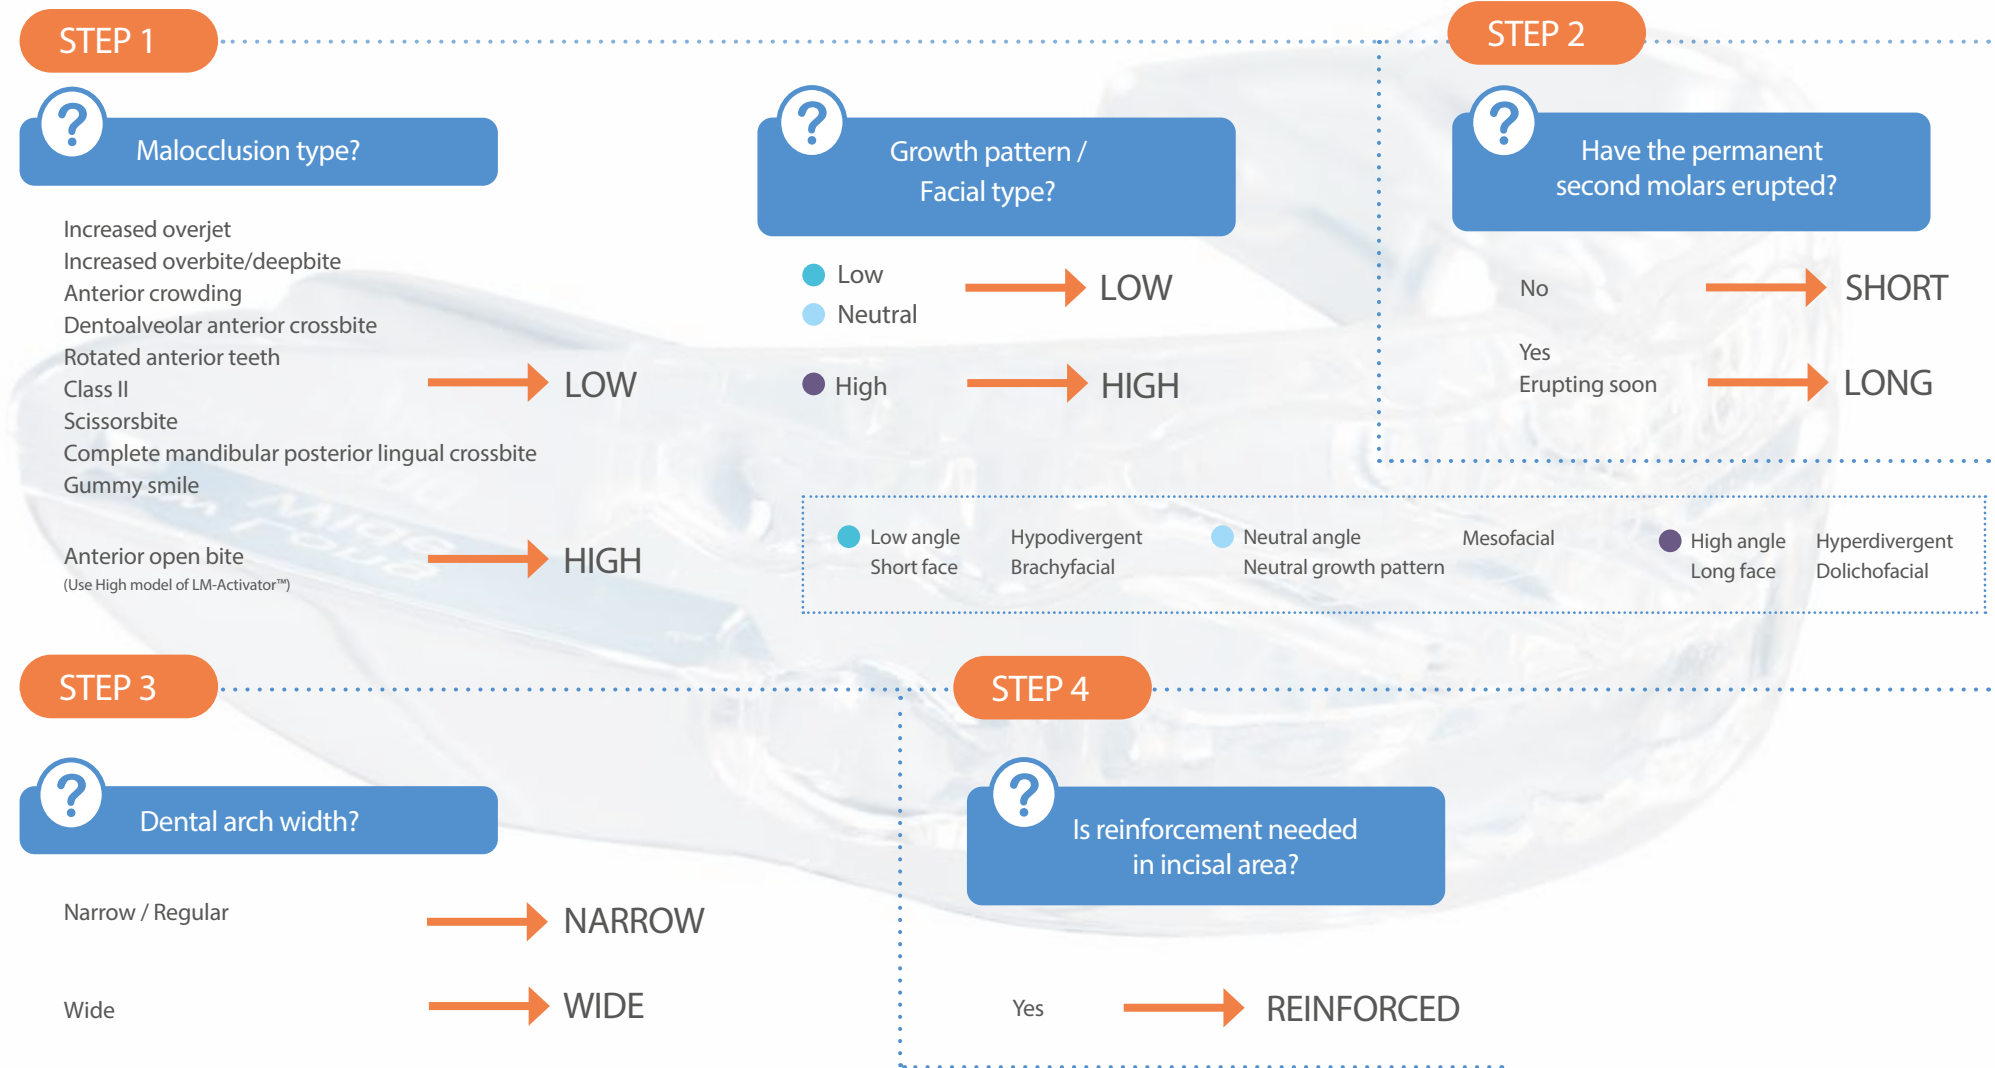 STEP 1
?
Malocclusion type?
Increased overjet
Increased overbite/deepbite
Anterior crowding
Dentoalveolar anterior crossbite
Rotated anterior teeth
Class II
Scissorsbite
Complete mandibular posterior lingual crossbite
Gummy smile
LOW
Anterior open bite
(Use High model of LM-Activator™)
HIGH
?
Growth pattern /
Facial type?
Low
Neutral
LOW
High
HIGH
STEP 2
?
Have the permanent
second molars erupted?
No
SHORT
Yes
Erupting soon
LONG
Low angle
Short face
Hypodivergent
Brachyfacial
Neutral angle
Neutral growth pattern
Mesofacial
High angle
Long face
Hyperdivergent
Dolichofacial
STEP 3
?
Dental arch width?
Narrow / Regular
NARROW
Wide
WIDE
STEP 4
?
Is reinforcement needed
in incisal area?
Yes
REINFORCED